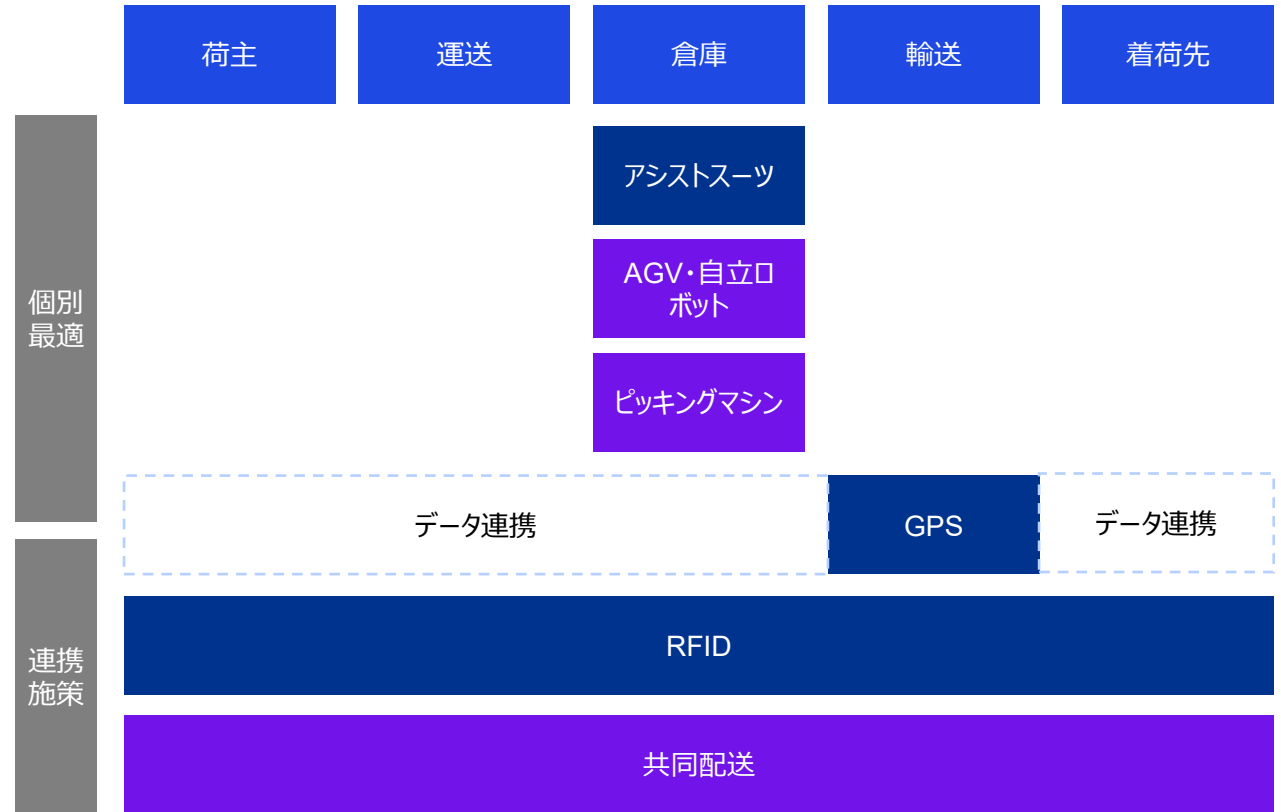 荷主
運送
倉庫
輸送
着荷先
個別
最適
アシストスーツ
AGV・自立ロ
ボット
ピッキングマシン
データ連携
GPS
データ連携
連携
施策
RFID
共同配送